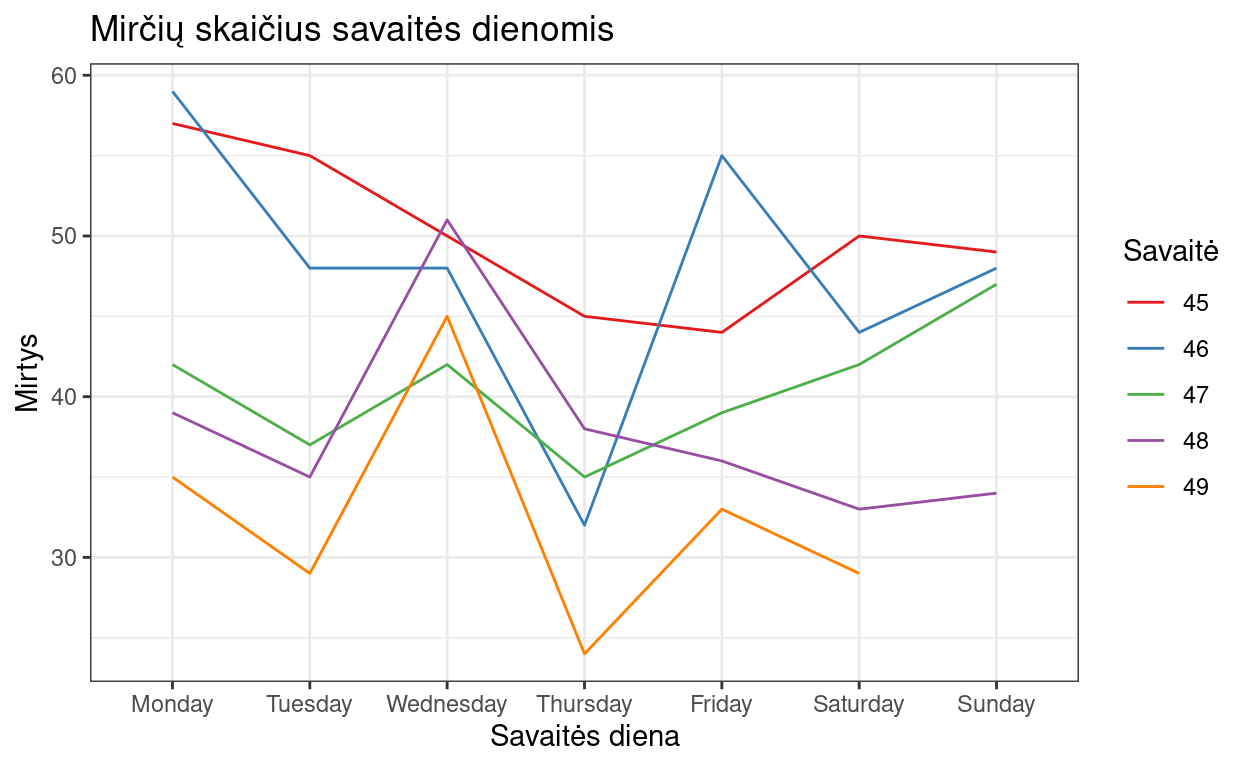 Mirčių skaičius savaitės dienomis
60
50
40
30
Mirtys
Monday Tuesday Wednesday Thursday Friday Saturday Sunday
Savaitės diena
Savaitė
45
46
47
48
49